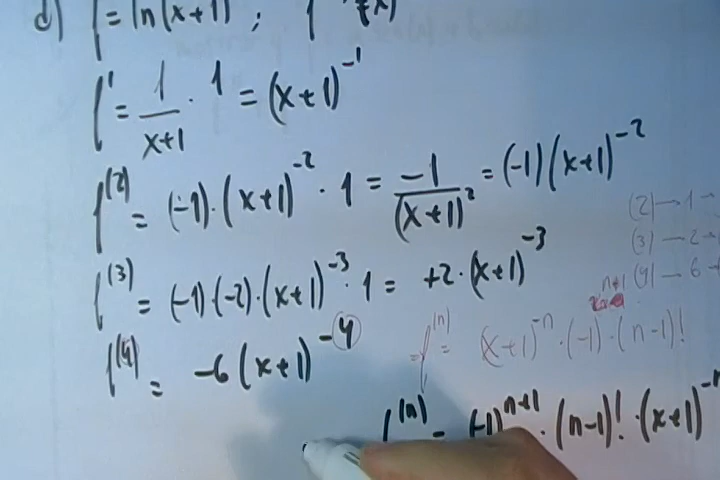 d) f = ln(x+1) ; f (x)
f' = 1/(x+1) · 1 = (x+1)^-1
f^(2) = (-1)·(x+1)^-2 · 1 = -1/(x+1)^2 = (-1)(x+1)^-2
(2) → 1
f^(3) = (-1)(-2)·(x+1)^-3 · 1 = +2·(x+1)^-3
(3) — 2
(4) — 6
f^(4) = -6(x+1)^-4
⇒ f^(n) = (x+1)^-n · (-1)^n+1 · (n-1)!
f^(n) = (-1)^n+1 · (n-1)! · (x+1)^-n